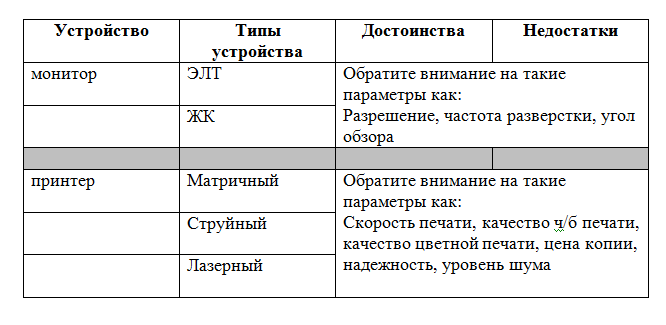 Устройство Типы устройства Достоинства Недостатки
монитор ЭЛТ Обратите внимание на такие
параметры как:
ЖК Разрешение, частота разверстки, угол
обзора
принтер Матричный Обратите внимание на такие
параметры как:
Струйный Скорость печати, качество ч/б печати,
качество цветной печати, цена копии,
Лазерный надежность, уровень шума